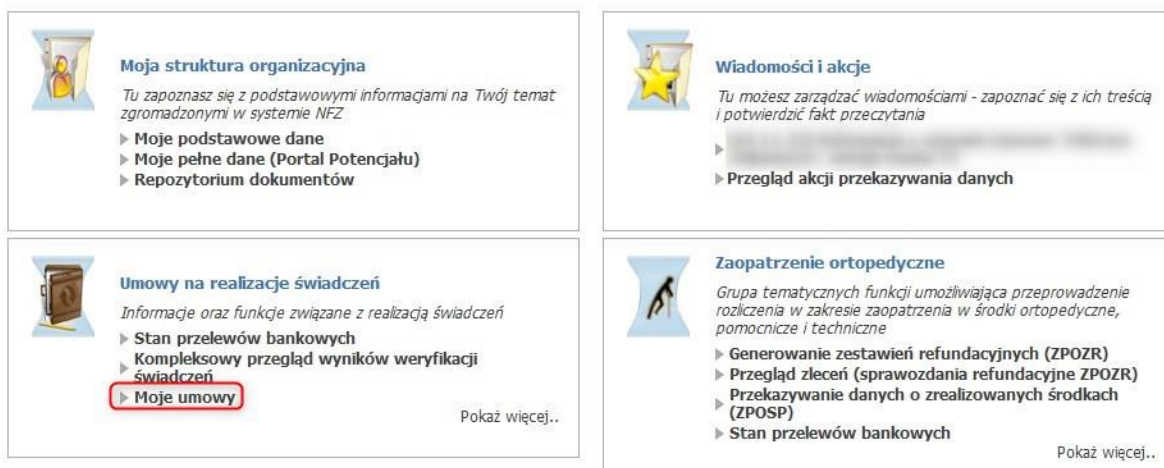 Moja struktura organizacyjna
Tu zapoznasz się z podstawowymi informacjami na Twój temat
zgromadzonymi w systemie NFZ
Moje podstawowe dane
Moje pełne dane (Portal Potencjału)
Repozytorium dokumentów
Wiadomości i akcje
Tu możesz zarządzać wiadomościami - zapoznać się z ich treścią
i potwierdzić fakt przeczytania
Przegląd akcji przekazywania danych
Umowy na realizacje świadczeń
Informacje oraz funkcje związane z realizacją świadczeń
Stan przelewów bankowych
Kompleksowy przegląd wyników weryfikacji
świadczeń
Moje umowy
Pokaż więcej..
Zaopatrzenie ortopedyczne
Grupa tematycznych funkcji umożliwiająca przeprowadzenie
rozliczenia w zakresie zaopatrzenia w środki ortopedyczne,
pomocnicze i techniczne
Generowanie zestawień refundacyjnych (ZPOZR)
Przegląd zleceń (sprawozdania refundacyjne ZPOZR)
Przekazywanie danych o zrealizowanych środkach
(ZPOSP)
Stan przelewów bankowych
Pokaż więcej..